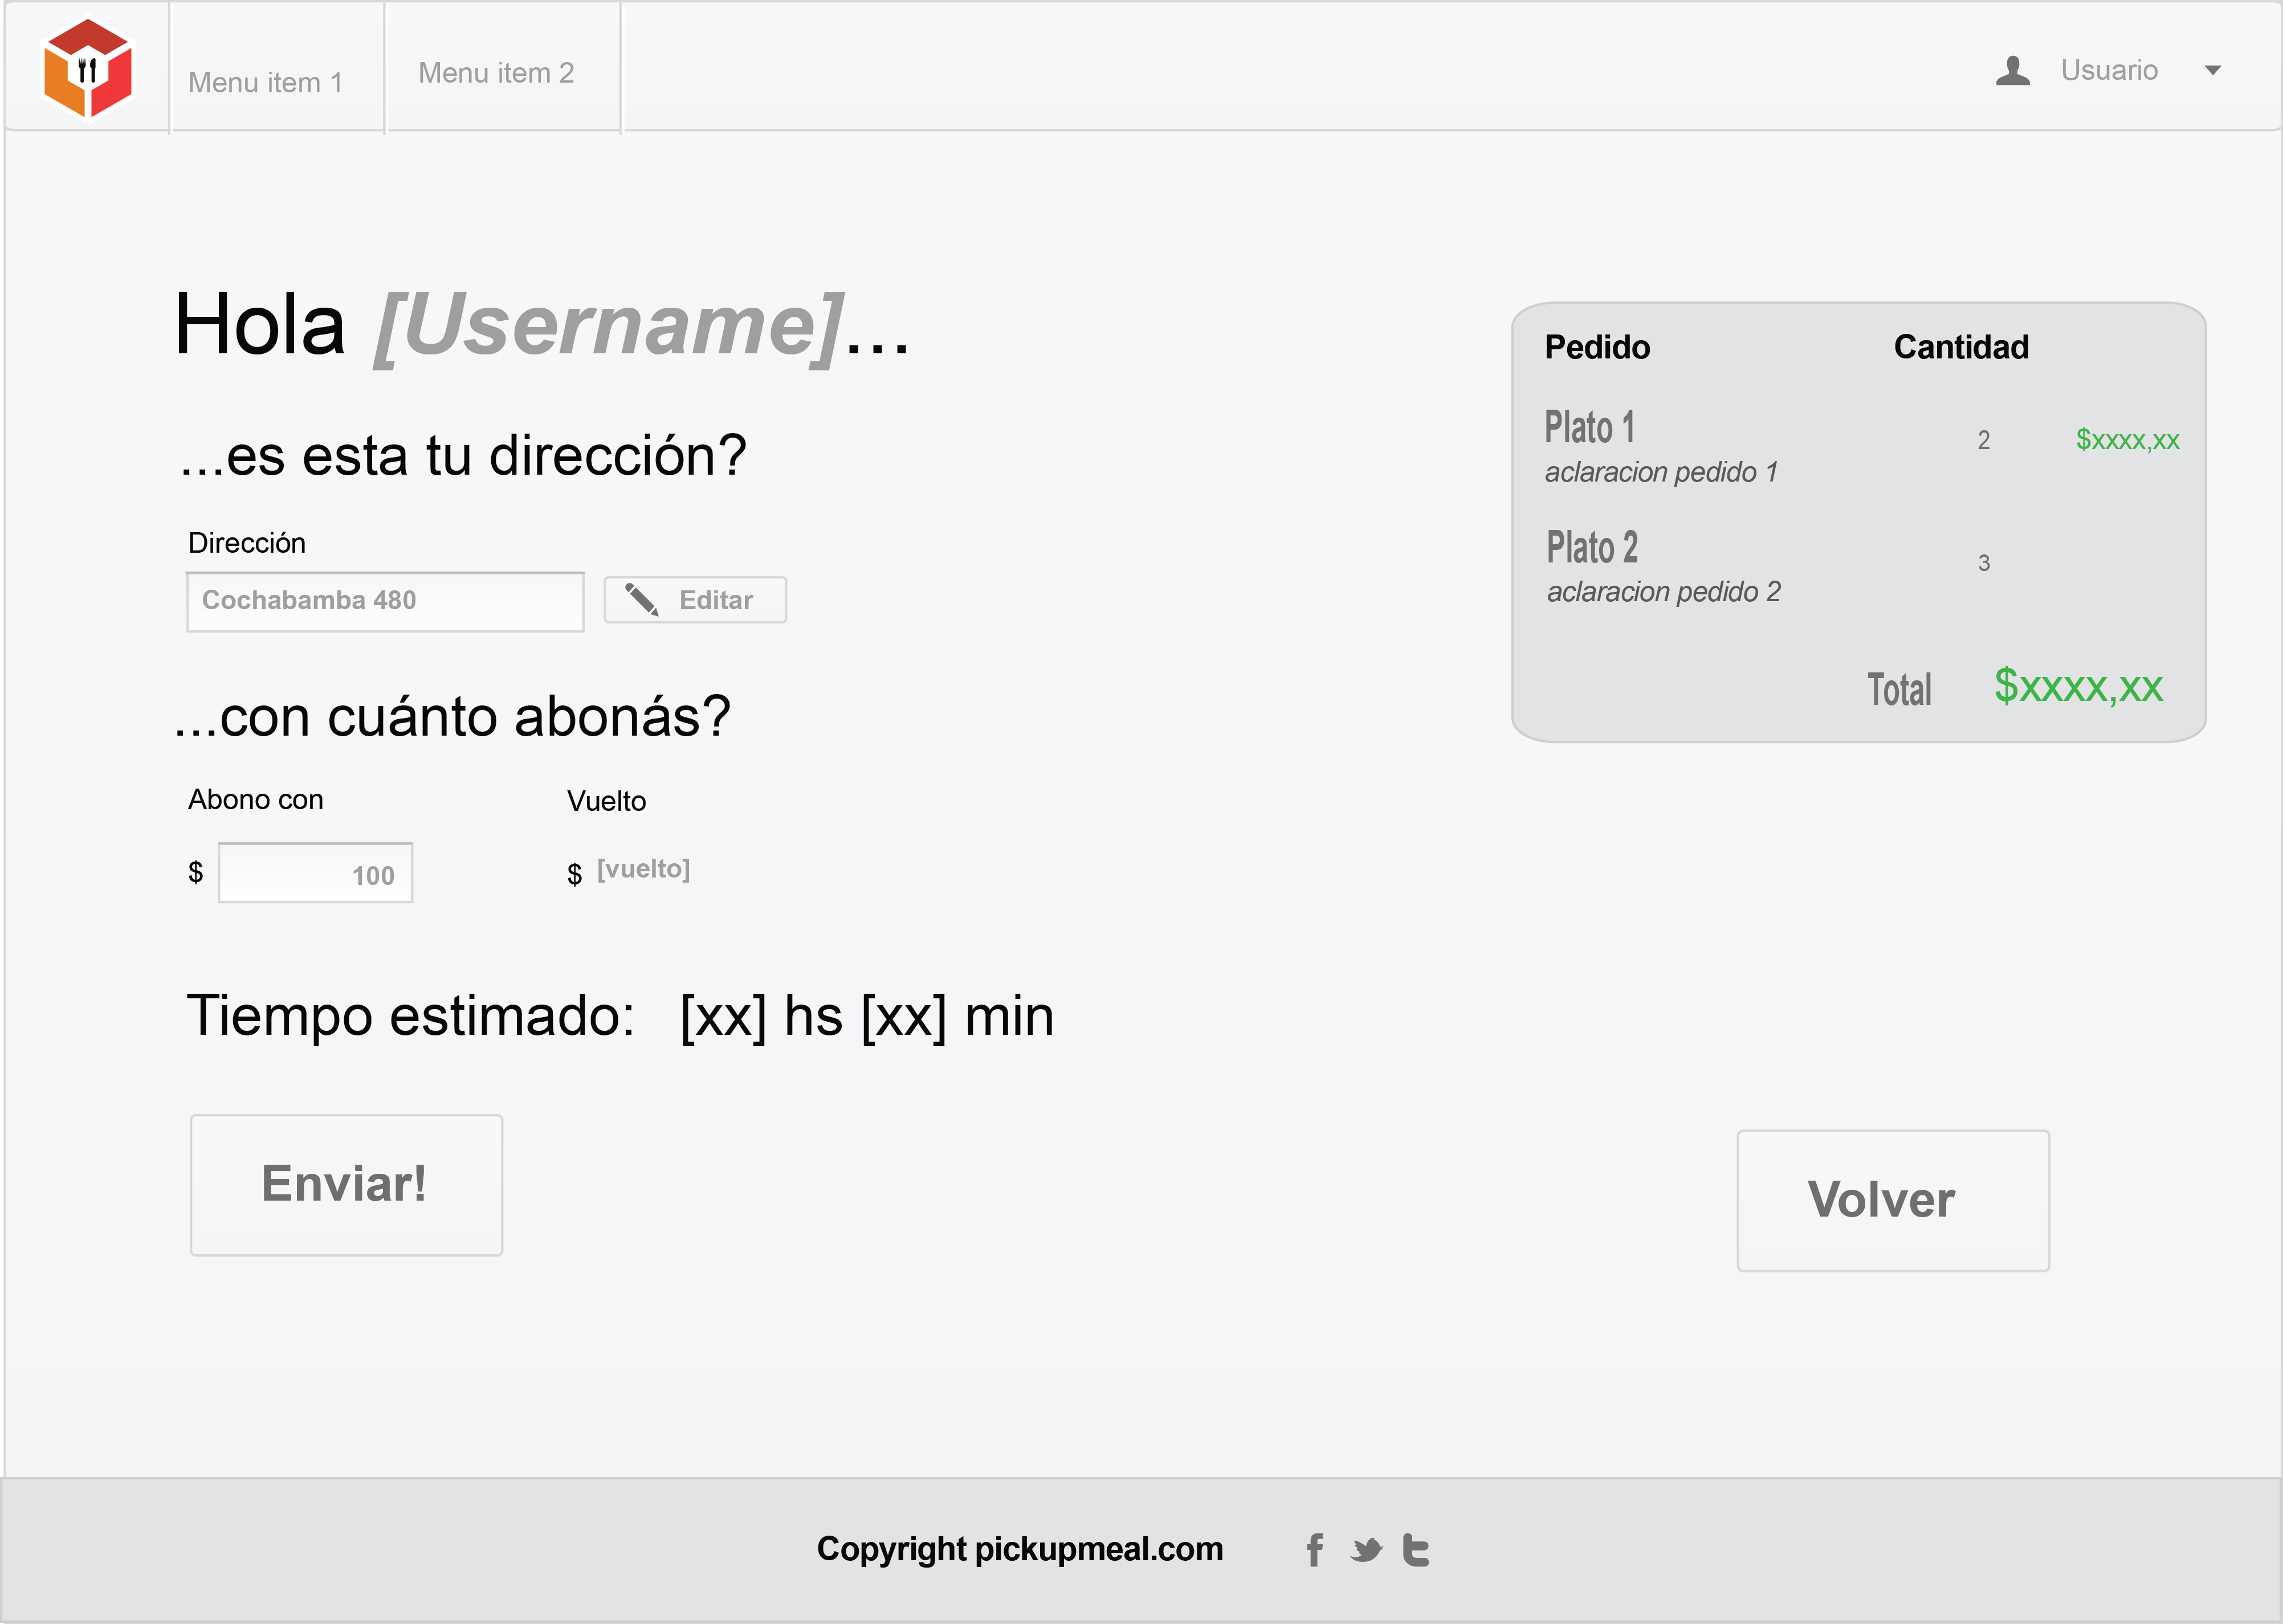 Menu item 1
Menu item 2
Usuario
Hola [Username]...
...es esta tu dirección?
Dirección
Cochabamba 480
Editar
...con cuánto abonás?
Abono con
Vuelto
$ 100
$ [vuelto]
Tiempo estimado: [xx] hs [xx] min
Enviar!
Pedido Cantidad
Plato 1 2 $xxxx,xx
aclaracion pedido 1
Plato 2 3
aclaracion pedido 2
Total $xxxx,xx
Volver
Copyright pickupmeal.com